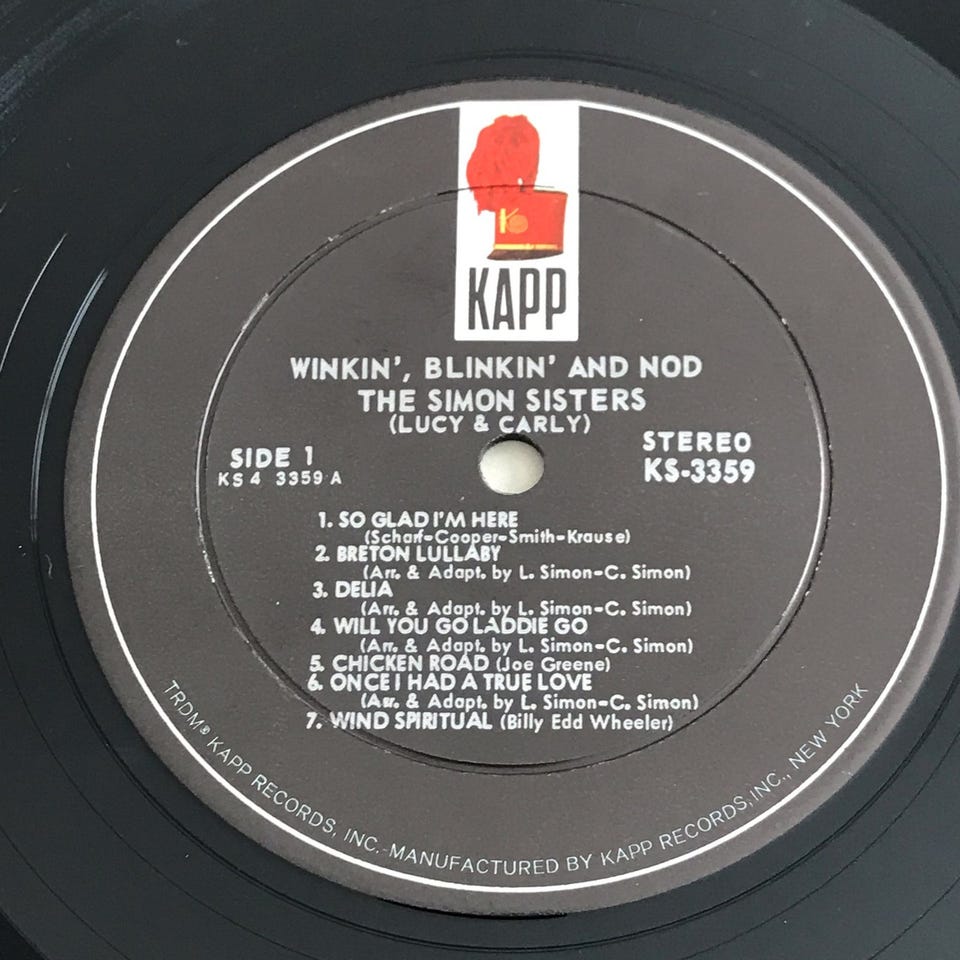 K
KAPP
WINKIN', BLINKIN' AND NOD
THE SIMON SISTERS
(LUCY & CARLY)
SIDE 1
KS4 3359 A
STEREO
KS-3359
1. SO GLAD I'M HERE
(Scharf-Cooper-Smith-Krause)
2. BRETON LULLABY
(Arr. & Adapt. by L. Simon-C. Simon)
3. DELIA
(Arr. & Adapt. by L. Simon-C. Simon)
4. WILL YOU GO LADDIE GO
(Arr. & Adapt. by L. Simon-C. Simon)
5. CHICKEN ROAD (Joe Greene)
6. ONCE I HAD A TRUE LOVE
(Arr. & Adapt. by L. Simon-C. Simon)
7. WIND SPIRITUAL (Billy Edd Wheeler)
TRDM® KAPP RECORDS, INC.-MANUFACTURED BY KAPP RECORDS, INC., NEW YORK